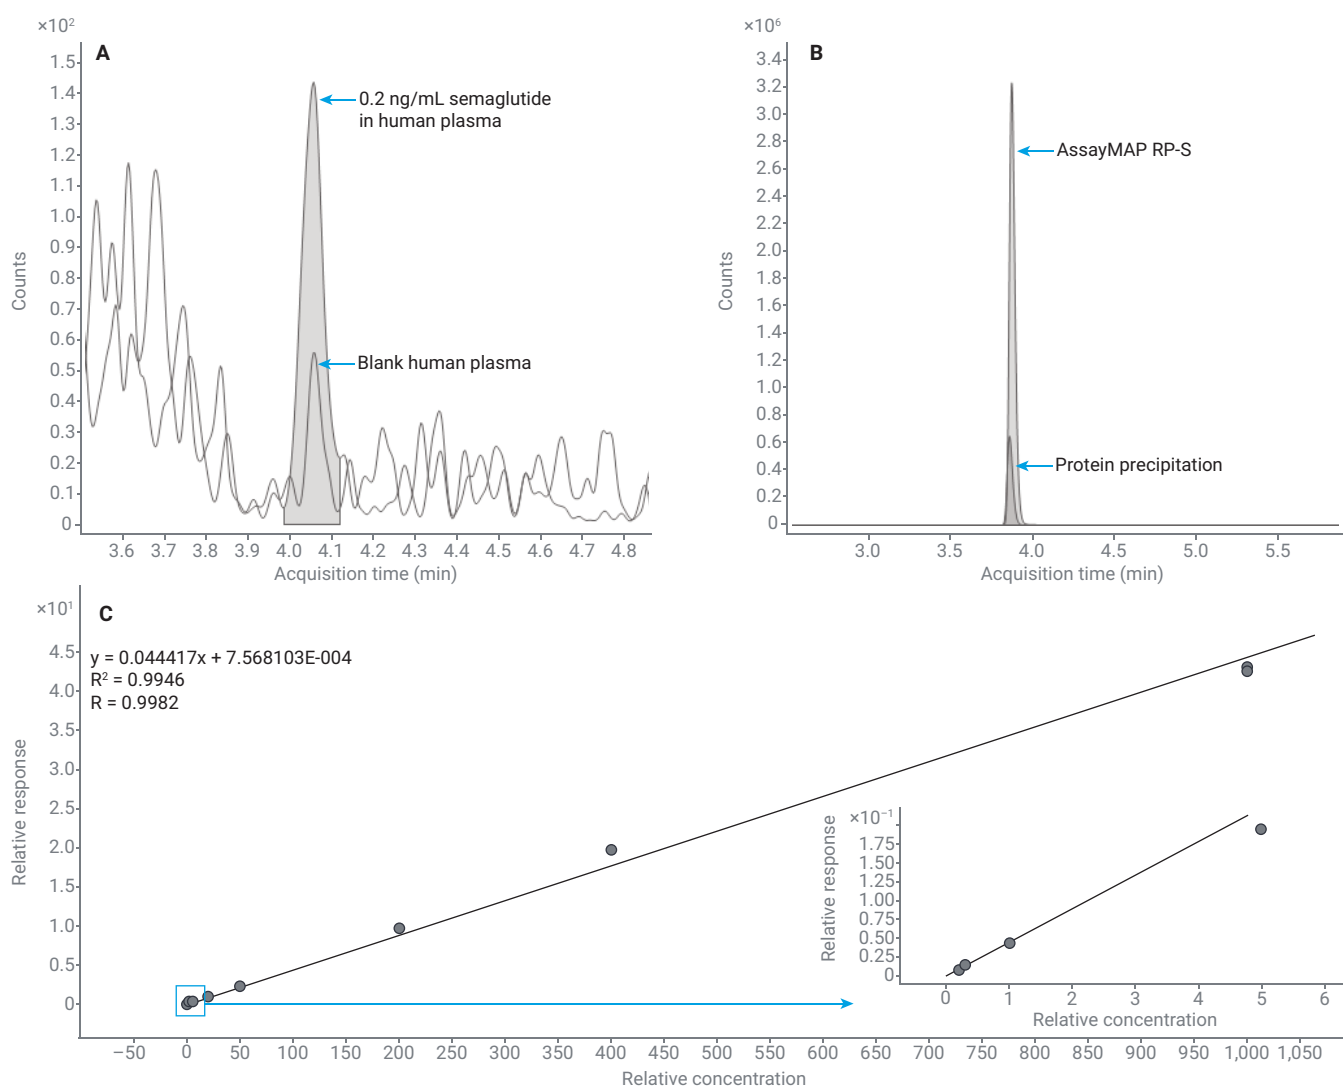 ×10²
A
1.5
1.4
1.3
1.2
1.1
1.0
0.9
0.8
0.7
0.6
0.5
0.4
0.3
0.2
0.1
0
Counts
0.2 ng/mL semaglutide
in human plasma
Blank human plasma
3.6 3.7 3.8 3.9 4.0 4.1 4.2 4.3 4.4 4.5 4.6 4.7 4.8
Acquisition time (min)
×10⁶
B
3.4
3.2
3.0
2.8
2.6
2.4
2.2
2.0
1.8
1.6
1.4
1.2
1.0
0.8
0.6
0.4
0.2
0
Counts
AssayMAP RP-S
Protein precipitation
3.0 3.5 4.0 4.5 5.0 5.5
Acquisition time (min)
×10¹
C
y = 0.044417x + 7.568103E-004
R² = 0.9946
R = 0.9982
4.5
4.0
3.5
3.0
2.5
2.0
1.5
1.0
0.5
0
Relative response
−50 0 50 100 150 200 250 300 350 400 450 500 550 600 650 700 750 800 850 900 950 1,000 1,050
Relative concentration
×10⁻¹
1.75
1.50
1.25
1.00
0.75
0.50
0.25
0
Relative response
0 1 2 3 4 5 6
Relative concentration